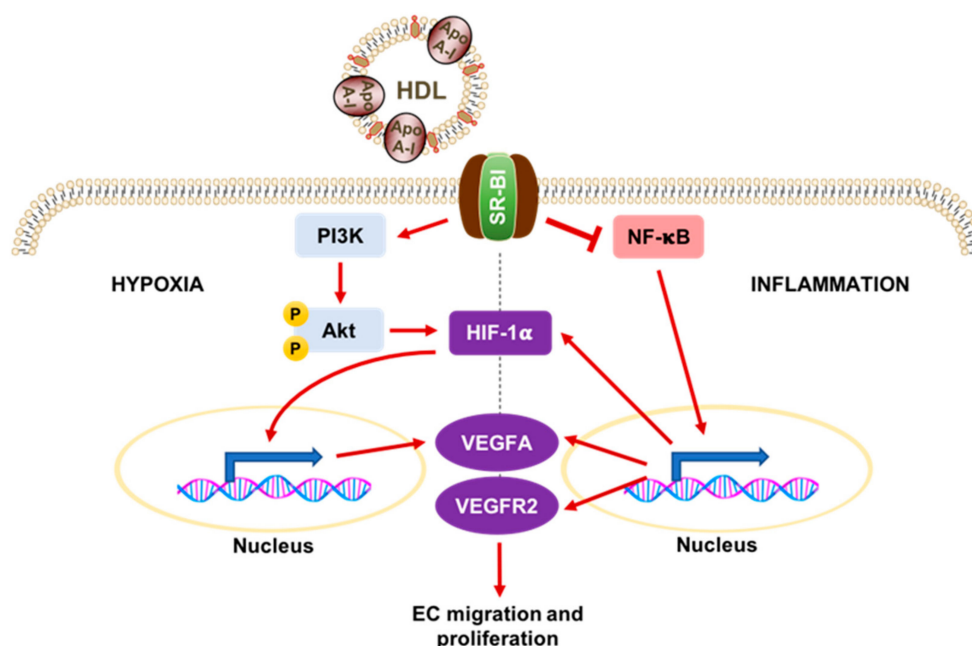 Apo
A-I
HDL
Apo
A-I
Apo
A-I
SR-BI
PI3K
NF-κB
HYPOXIA
INFLAMMATION
P
Akt
HIF-1α
P
VEGFA
VEGFR2
Nucleus
Nucleus
EC migration and
proliferation